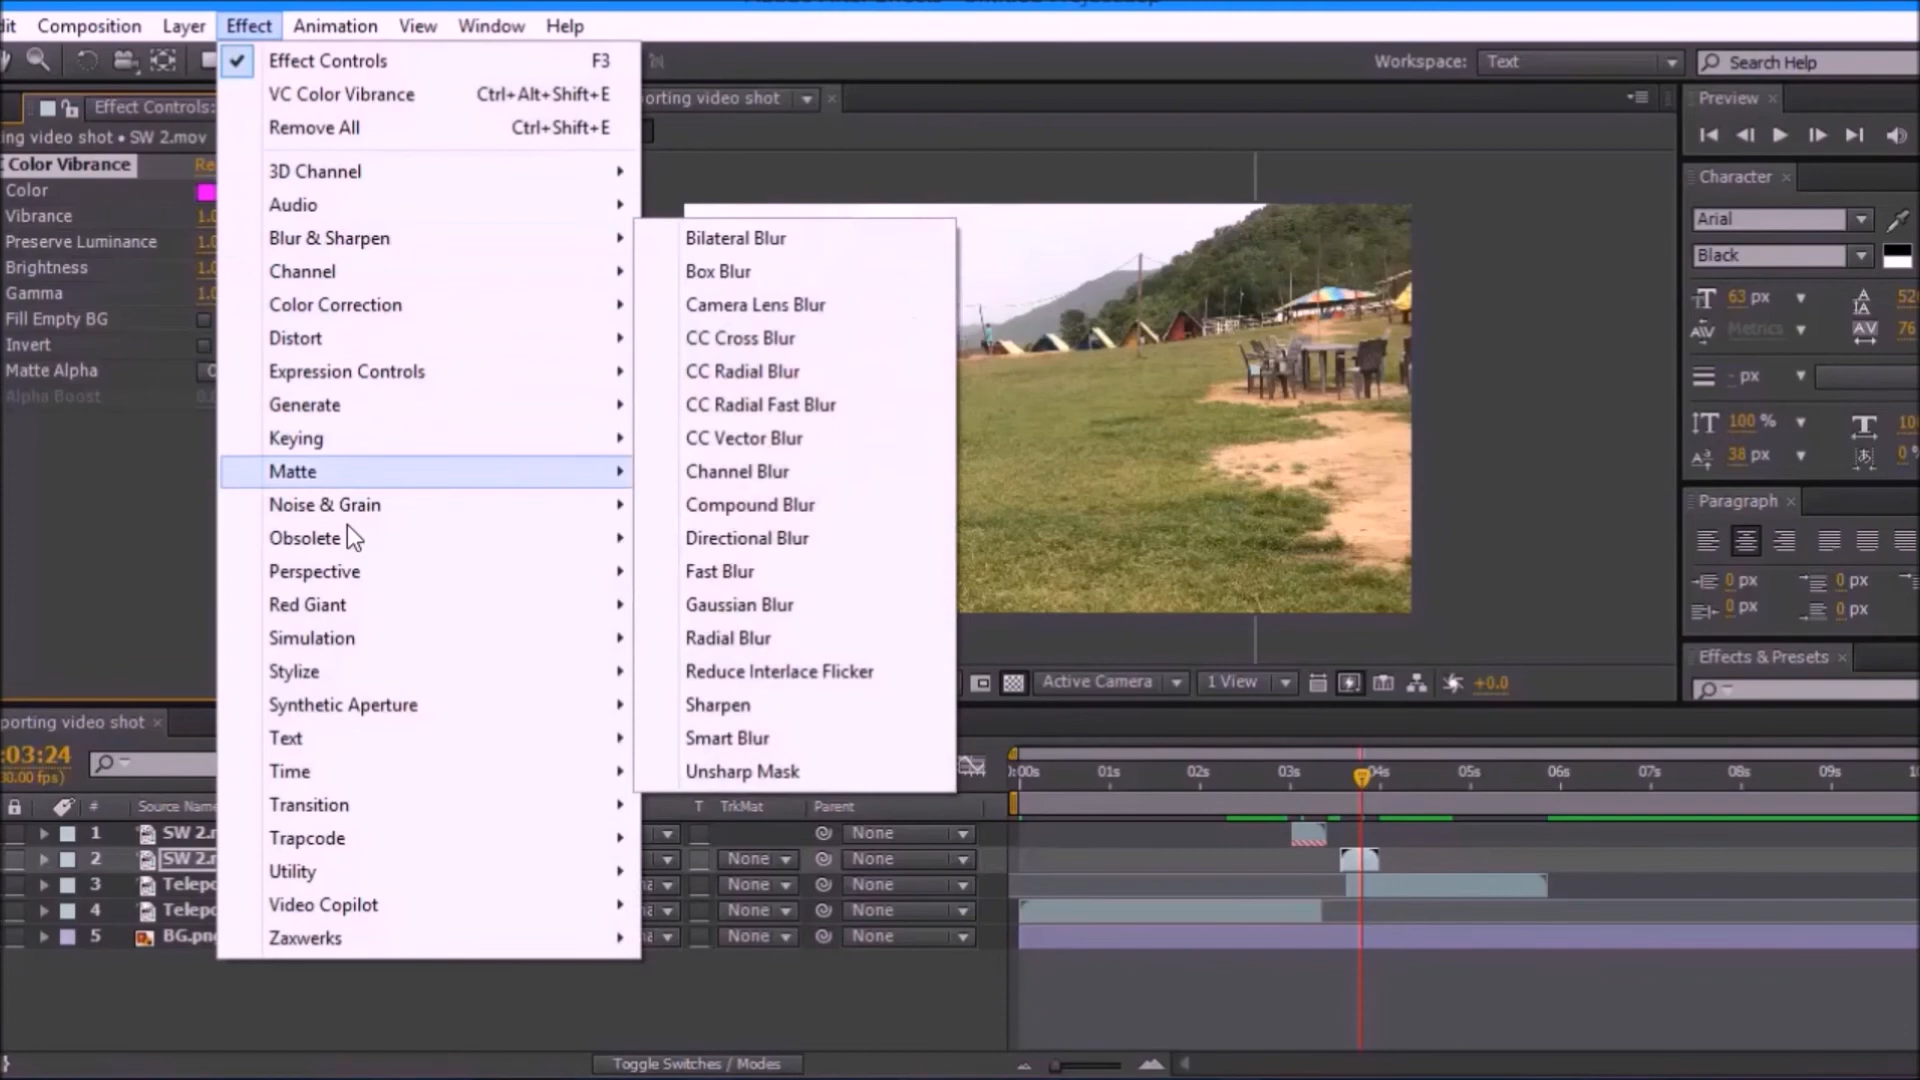 Composition Layer Effect Animation View Window Help
Workspace: Text
Search Help
Effect Controls:
ing video shot • SW 2.mov
Color Vibrance
Color
Vibrance
Preserve Luminance
Brightness
Gamma
Fill Empty BG
Invert
Matte Alpha
Alpha Boost
Effect Controls F3
VC Color Vibrance Ctrl+Alt+Shift+E
Remove All Ctrl+Shift+E
3D Channel
Audio
Blur & Sharpen
Channel
Color Correction
Distort
Expression Controls
Generate
Keying
Matte
Noise & Grain
Obsolete
Perspective
Red Giant
Simulation
Stylize
Synthetic Aperture
Text
Time
Transition
Trapcode
Utility
Video Copilot
Zaxwerks
Bilateral Blur
Box Blur
Camera Lens Blur
CC Cross Blur
CC Radial Blur
CC Radial Fast Blur
CC Vector Blur
Channel Blur
Compound Blur
Directional Blur
Fast Blur
Gaussian Blur
Radial Blur
Reduce Interlace Flicker
Sharpen
Smart Blur
Unsharp Mask
orting video shot
Active Camera 1 View +0.0
Preview
Character
Arial
Black
63 px
Metrics 76
- px
100 %
38 px 0 %
Paragraph
0 px 0 px
0 px 0 px
Effects & Presets
porting video shot
:03:24
30.00 fps)
# Source Name T TrkMat Parent
:00s 01s 02s 03s 04s 05s 06s 07s 08s 09s
1 SW 2. None
2 SW 2. None None
3 Telepo None None
4 Telepo None None
5 BG.pn None None
Toggle Switches / Modes